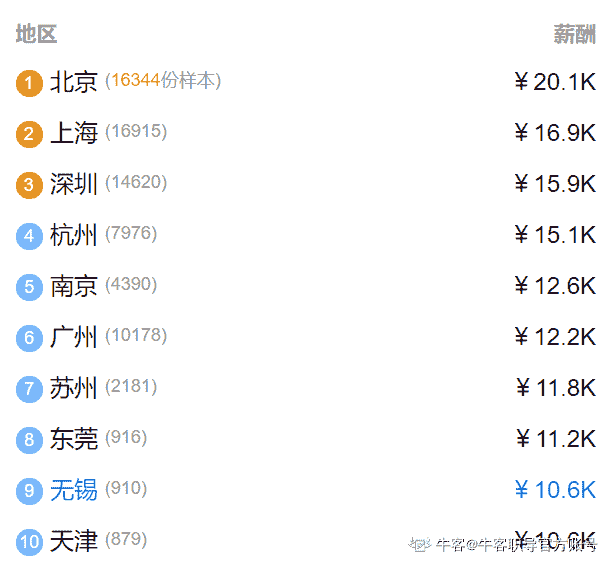 地区 薪酬
1 北京 (16344份样本) ¥20.1K
2 上海 (16915) ¥16.9K
3 深圳 (14620) ¥15.9K
4 杭州 (7976) ¥15.1K
5 南京 (4390) ¥12.6K
6 广州 (10178) ¥12.2K
7 苏州 (2181) ¥11.8K
8 东莞 (916) ¥11.2K
9 无锡 (910) ¥10.6K
10 天津 (879) ¥10.6K
牛客@牛客职导官方账号